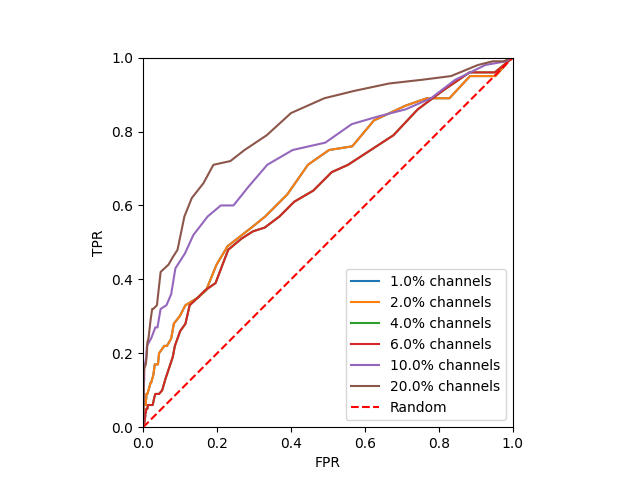 1.0
0.8
0.6
0.4
0.2
0.0
TPR
0.0 0.2 0.4 0.6 0.8 1.0
FPR
1.0% channels
2.0% channels
4.0% channels
6.0% channels
10.0% channels
20.0% channels
Random